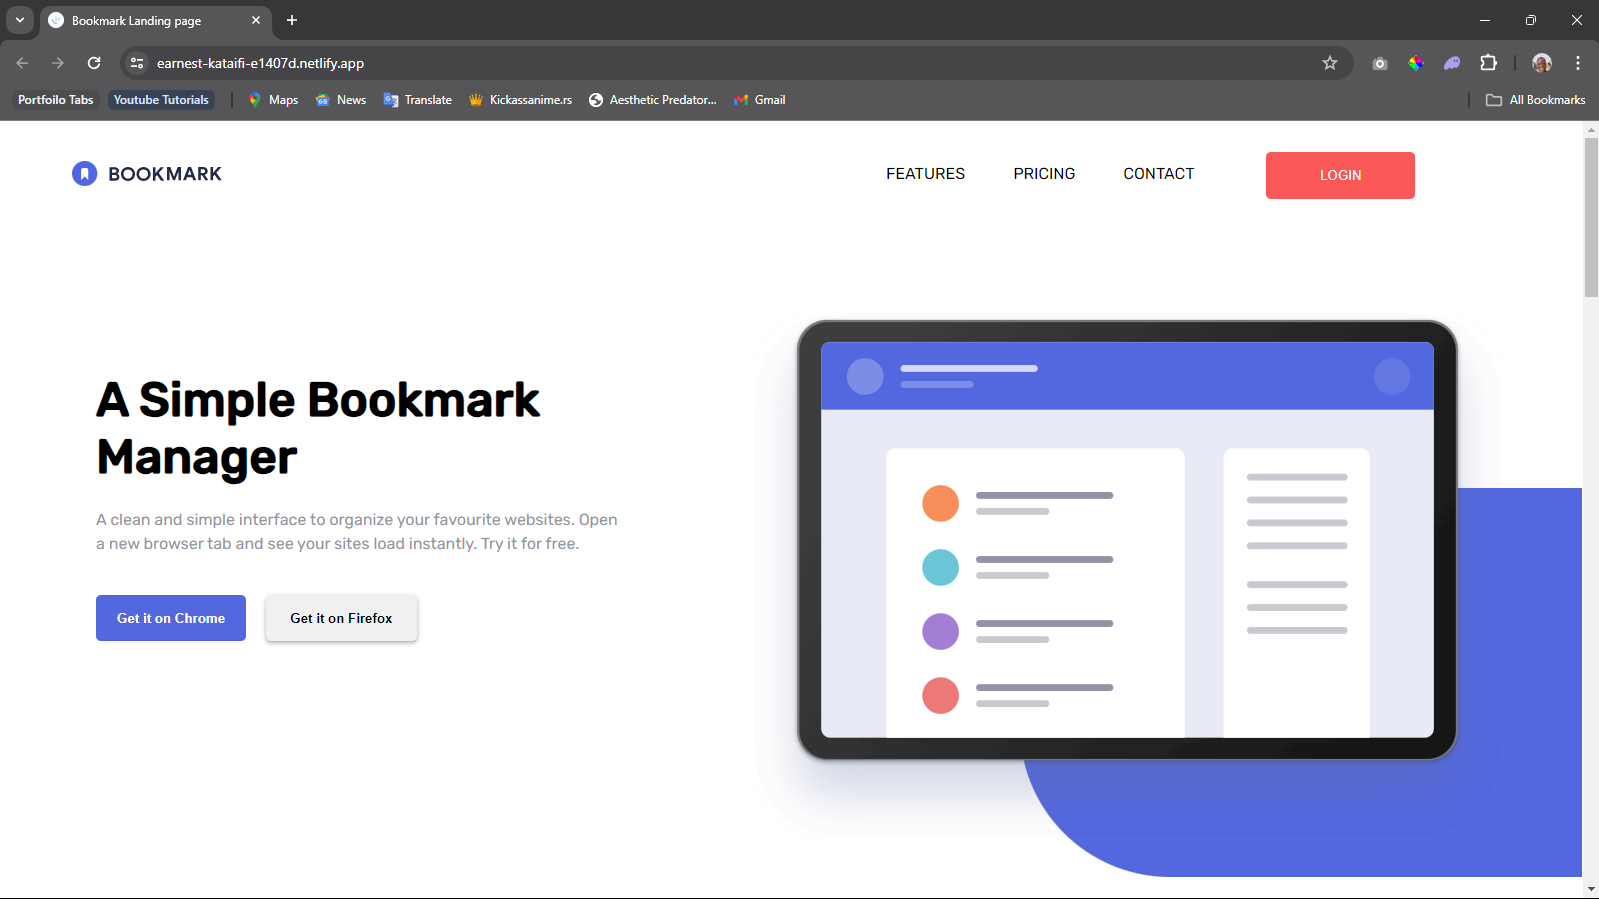 Bookmark Landing page
earnest-kataifi-e1407d.netlify.app
Portfoilo Tabs Youtube Tutorials Maps News Translate Kickassanime.rs Aesthetic Predator... Gmail All Bookmarks
BOOKMARK FEATURES PRICING CONTACT LOGIN
A Simple Bookmark
Manager
A clean and simple interface to organize your favourite websites. Open
a new browser tab and see your sites load instantly. Try it for free.
Get it on Chrome Get it on Firefox